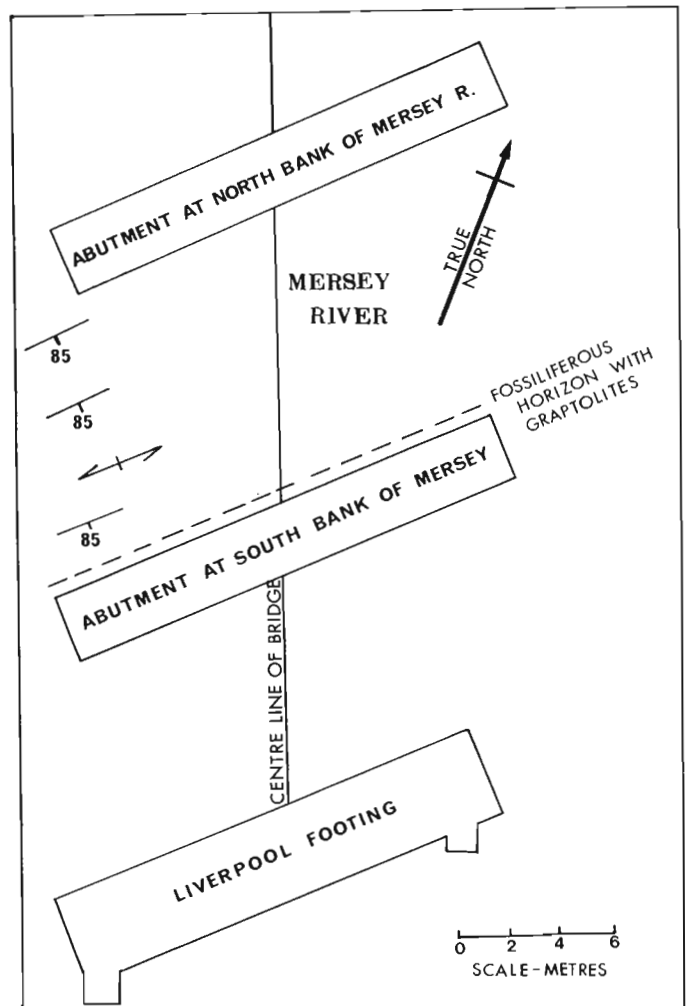 ABUTMENT AT NORTH BANK OF MERSEY R.
TRUE
NORTH
MERSEY
RIVER
85
85
85
FOSSILIFEROUS
HORIZON WITH
GRAPTOLITES
ABUTMENT AT SOUTH BANK OF MERSEY
CENTRE LINE OF BRIDGE
LIVERPOOL FOOTING
0 2 4 6
SCALE-METRES